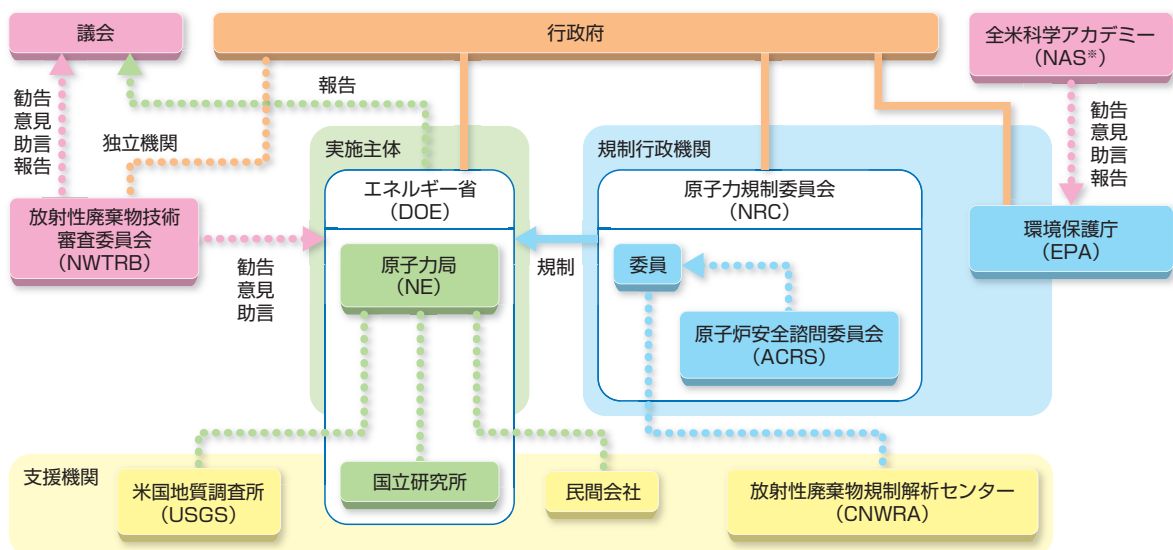 議会
行政府
全米科学アカデミー
(NAS※)
勧告
意見
助言
報告
独立機関
報告
勧告
意見
助言
報告
実施主体
規制行政機関
エネルギー省
(DOE)
原子力規制委員会
(NRC)
放射性廃棄物技術
審査委員会
(NWTRB)
環境保護庁
(EPA)
勧告
意見
助言
原子力局
(NE)
規制
委員
原子炉安全諮問委員会
(ACRS)
支援機関
米国地質調査所
(USGS)
国立研究所
民間会社
放射性廃棄物規制解析センター
(CNWRA)